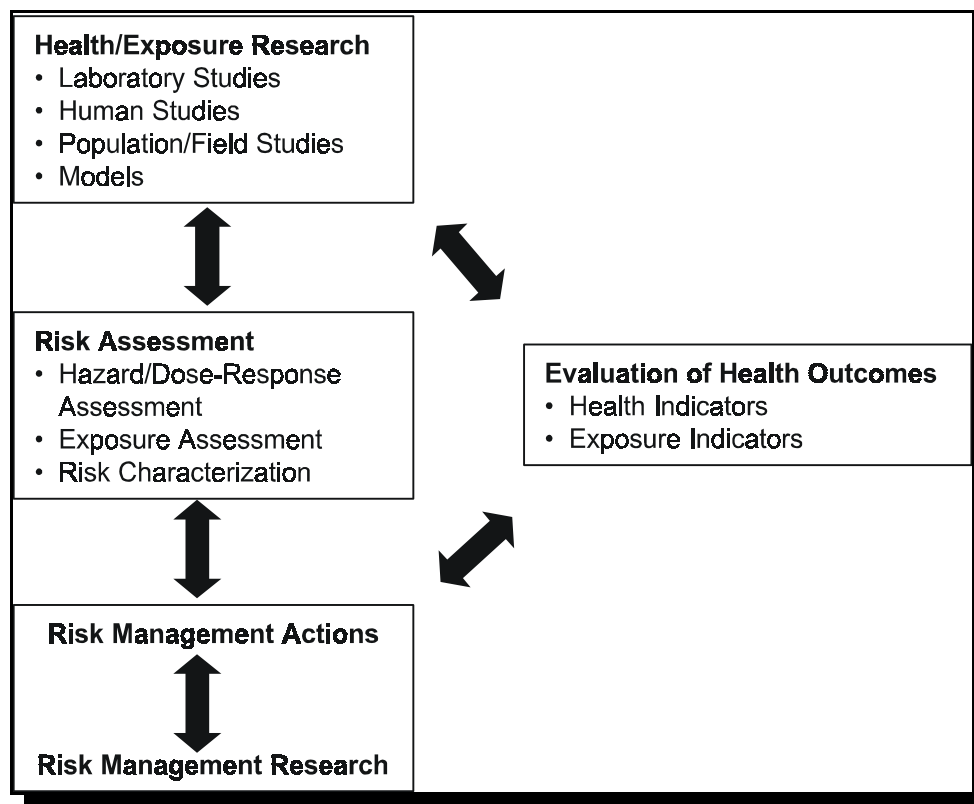 Health/Exposure Research
• Laboratory Studies
• Human Studies
• Population/Field Studies
• Models
Risk Assessment
• Hazard/Dose-Response
Assessment
• Exposure Assessment
• Risk Characterization
Evaluation of Health Outcomes
• Health Indicators
• Exposure Indicators
Risk Management Actions
Risk Management Research